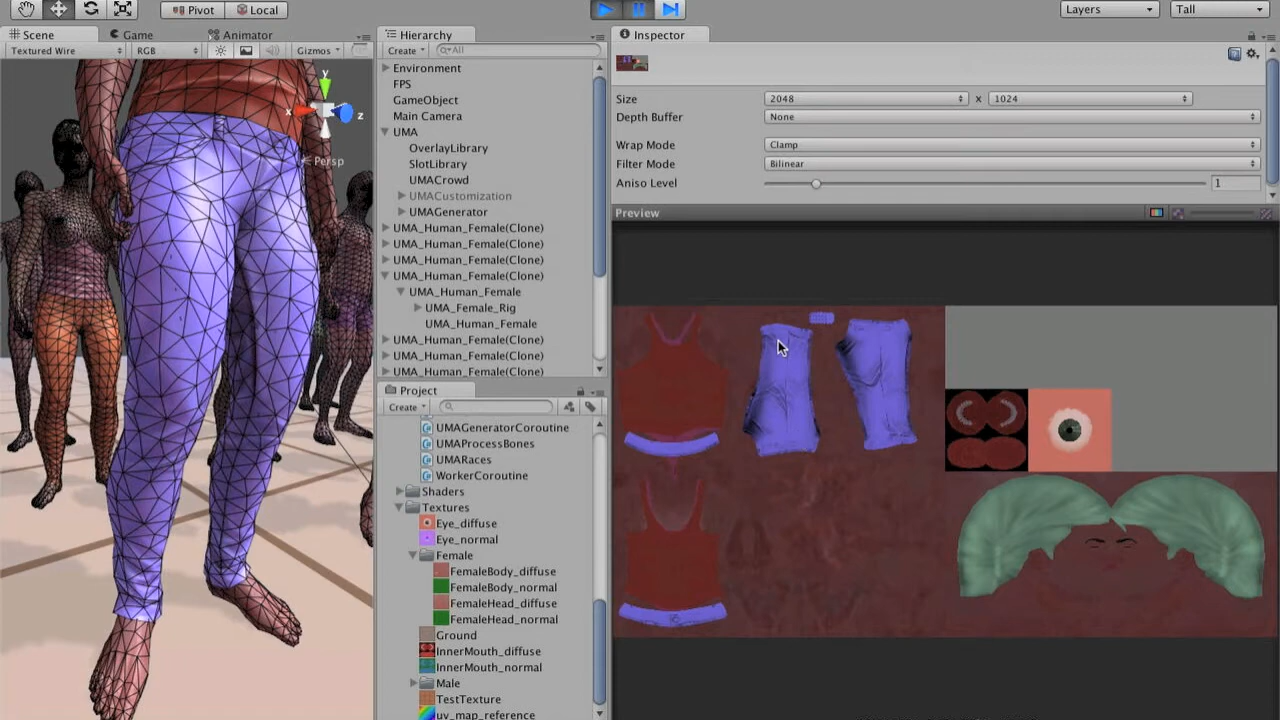 Pivot
Local
Layers
Tall
Scene
Game
Animator
Textured Wire
RGB
Gizmos
y
x
z
Persp
Hierarchy
Create
All
Environment
FPS
GameObject
Main Camera
UMA
OverlayLibrary
SlotLibrary
UMACrowd
UMACustomization
UMAGenerator
UMA_Human_Female(Clone)
UMA_Human_Female(Clone)
UMA_Human_Female(Clone)
UMA_Human_Female(Clone)
UMA_Human_Female
UMA_Female_Rig
UMA_Human_Female
UMA_Human_Female(Clone)
UMA_Human_Female(Clone)
UMA_Human_Female(Clone)
Project
Create
UMAGeneratorCoroutine
UMAProcessBones
UMARaces
WorkerCoroutine
Shaders
Textures
Eye_diffuse
Eye_normal
Female
FemaleBody_diffuse
FemaleBody_normal
FemaleHead_diffuse
FemaleHead_normal
Ground
InnerMouth_diffuse
InnerMouth_normal
Male
TestTexture
uv_map_reference
Inspector
Size 2048 x 1024
Depth Buffer None
Wrap Mode Clamp
Filter Mode Bilinear
Aniso Level 1
Preview